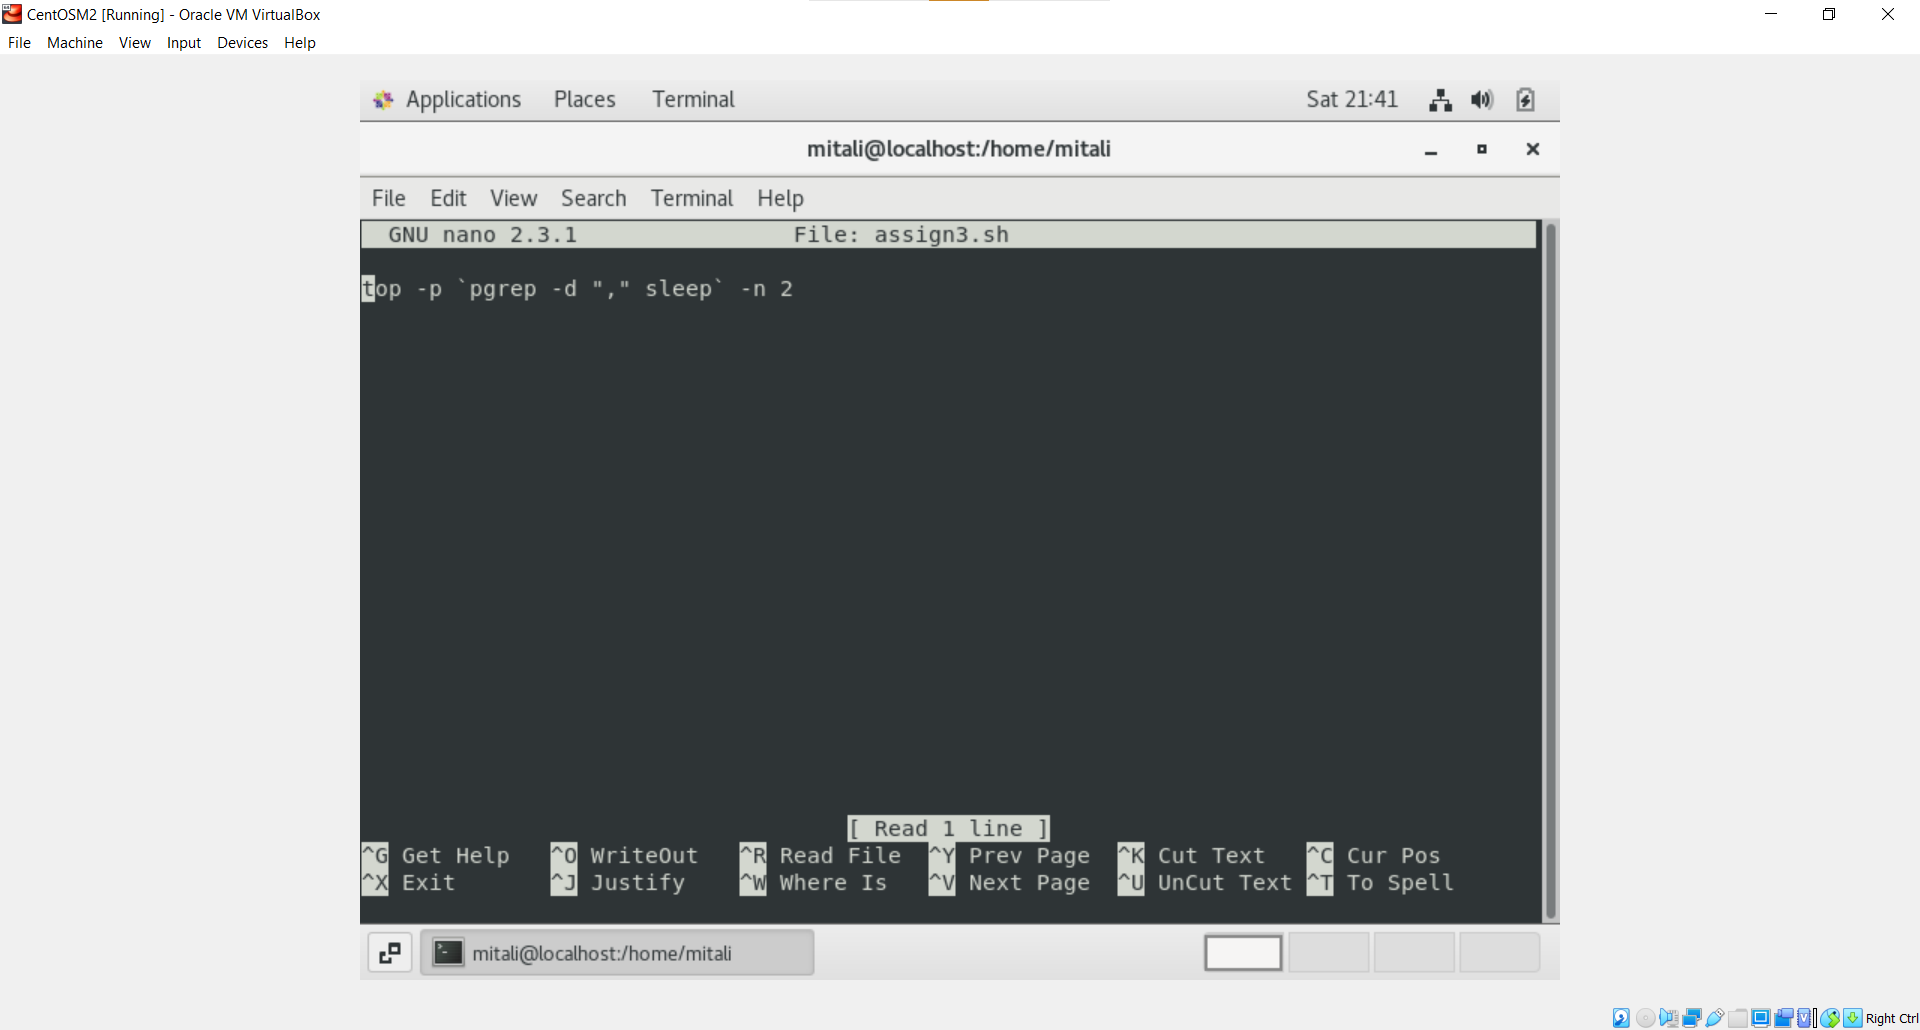 CentOSM2 [Running] - Oracle VM VirtualBox
File Machine View Input Devices Help
Applications Places Terminal Sat 21:41
mitali@localhost:/home/mitali
File Edit View Search Terminal Help
GNU nano 2.3.1 File: assign3.sh
top -p `pgrep -d "," sleep` -n 2
[ Read 1 line ]
^G Get Help ^O WriteOut ^R Read File ^Y Prev Page ^K Cut Text ^C Cur Pos
^X Exit ^J Justify ^W Where Is ^V Next Page ^U UnCut Text ^T To Spell
mitali@localhost:/home/mitali
Right Ctrl